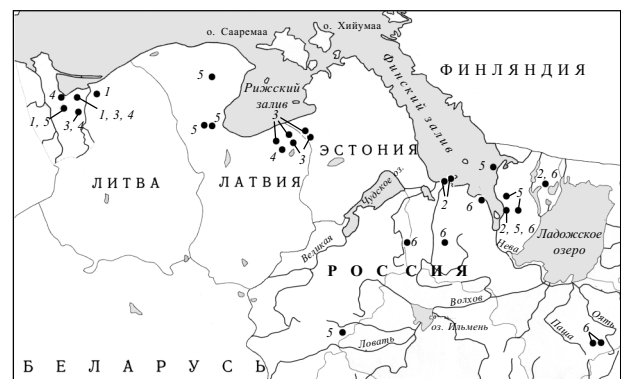 о. Сааремаа
о. Хийумаа
ФИНЛЯНДИЯ
Финский залив
Рижский
залив
5
4
1
1, 3, 4
1, 5
3, 4
5
5
3
4
3
ЭСТОНИЯ
5
2, 6
ЛИТВА
ЛАТВИЯ
Чудское оз.
2
6
5
2, 5, 6
Ладожское
озеро
Великая
6
6
Нева
РОССИЯ
Волхов
оз. Ильмень
5
Ловать
Паша
Оять
6
БЕЛАРУСЬ